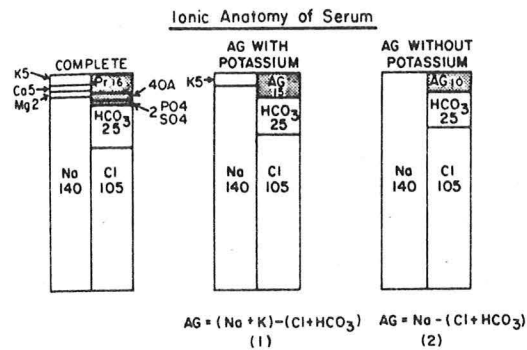 Ionic Anatomy of Serum
COMPLETE
K5
Ca5
Mg2
Pr 16
4OA
2 PO4
SO4
HCO3
25
Na
140
Cl
105
AG WITH
POTASSIUM
K5
AG
15
HCO3
25
Na
140
Cl
105
AG = (Na + K) - (Cl + HCO3)
(1)
AG WITHOUT
POTASSIUM
AG 10
HCO3
25
Na
140
Cl
105
AG = Na - (Cl + HCO3)
(2)